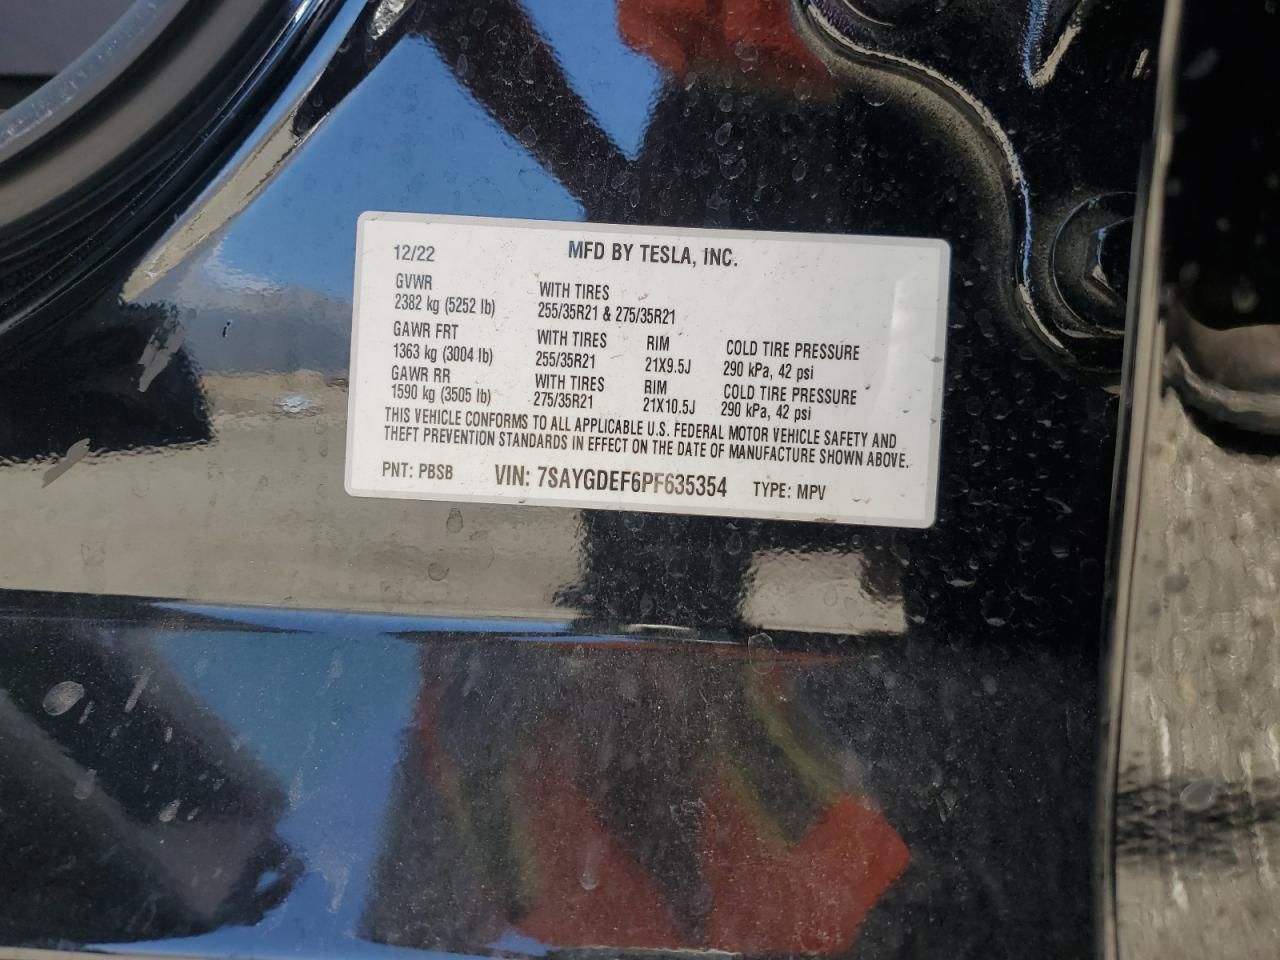 12/22 MFD BY TESLA, INC.
GVWR WITH TIRES
2382 kg (5252 lb) 255/35R21 & 275/35R21
GAWR FRT WITH TIRES RIM COLD TIRE PRESSURE
1363 kg (3004 lb) 255/35R21 21X9.5J 290 kPa, 42 psi
GAWR RR WITH TIRES RIM COLD TIRE PRESSURE
1590 kg (3505 lb) 275/35R21 21X10.5J 290 kPa, 42 psi
THIS VEHICLE CONFORMS TO ALL APPLICABLE U.S. FEDERAL MOTOR VEHICLE SAFETY AND
THEFT PREVENTION STANDARDS IN EFFECT ON THE DATE OF MANUFACTURE SHOWN ABOVE.
PNT: PBSB VIN: 7SAYGDEF6PF635354 TYPE: MPV